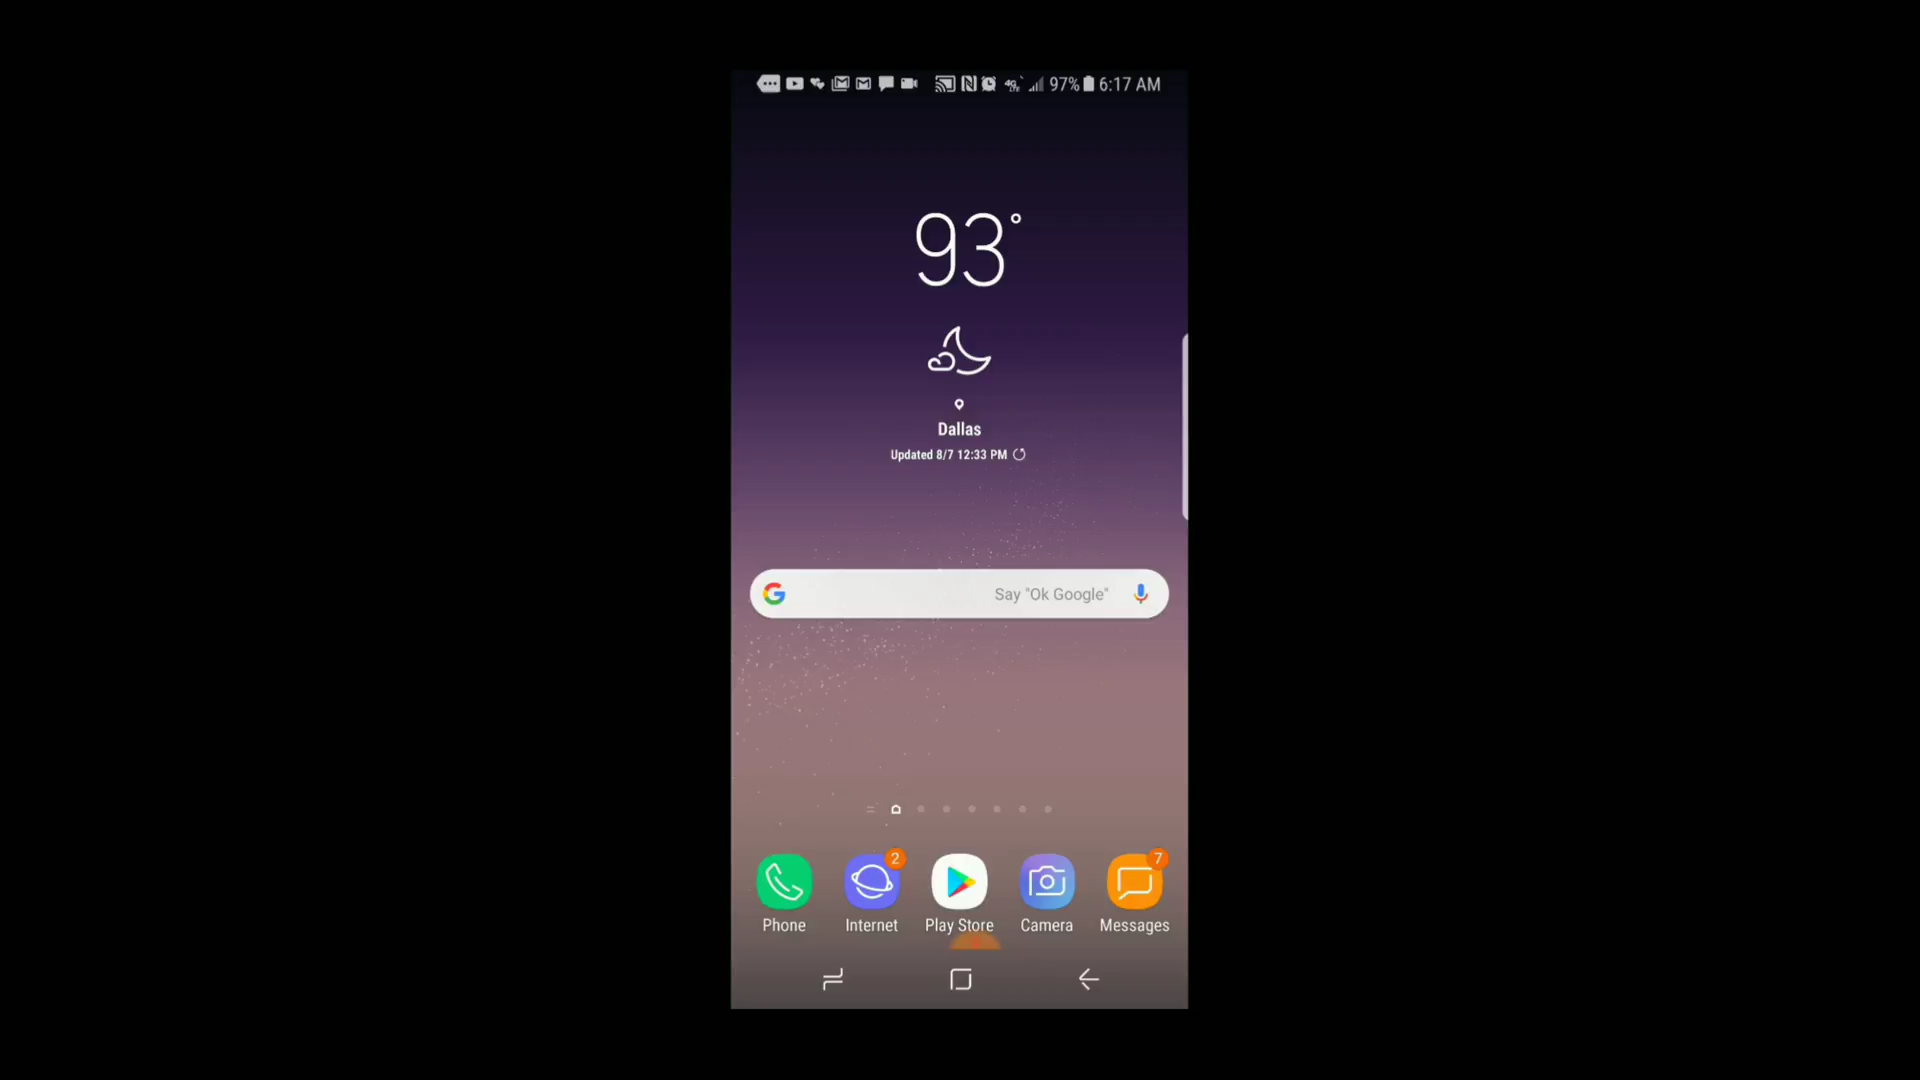 97% 6:17 AM
93°
Dallas
Updated 8/7 12:33 PM
Say "Ok Google"
2
7
Phone
Internet
Play Store
Camera
Messages